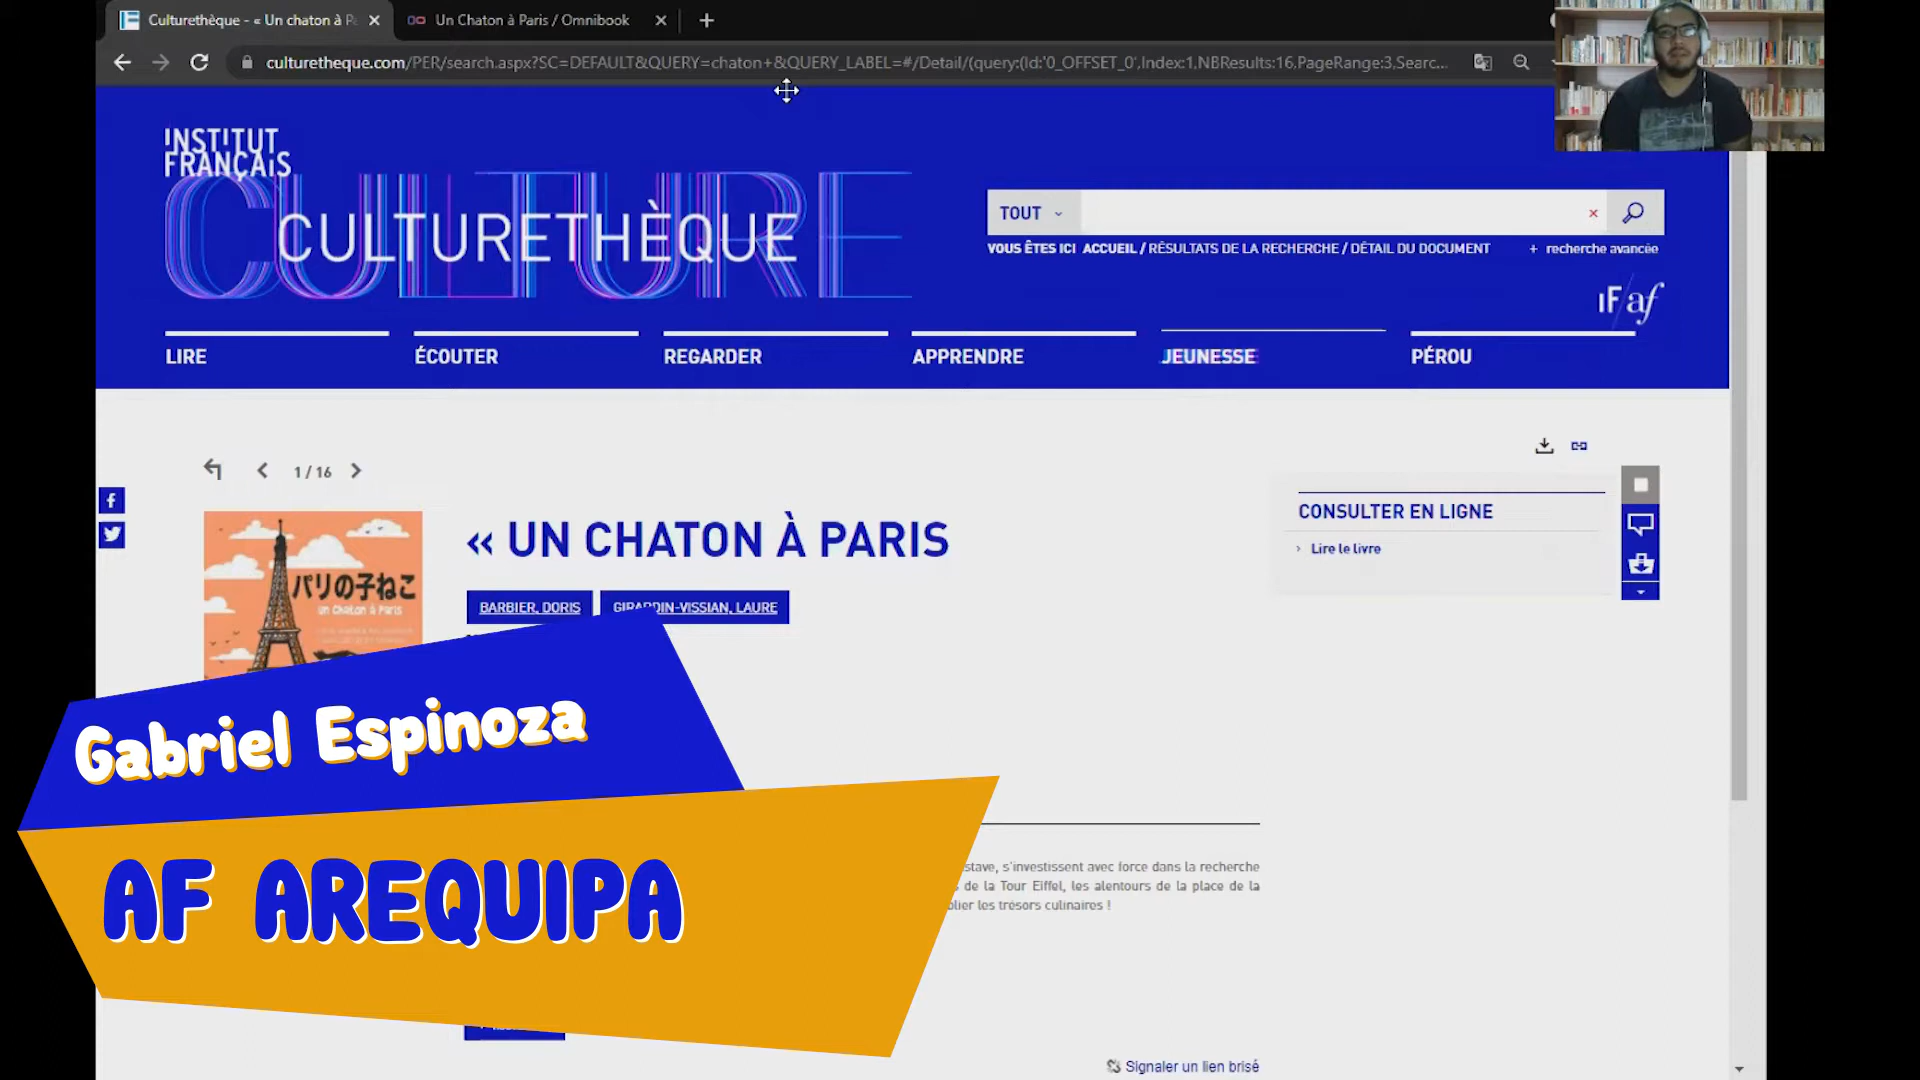 Culturethèque - « Un chaton à P
Un Chaton à Paris / Omnibook
culturetheque.com/PER/search.aspx?SC=DEFAULT&QUERY=chaton+&QUERY_LABEL=#/Detail/(query:(Id:'0_OFFSET_0',Index:1,NBResults:16,PageRange:3,Searc...
INSTITUT
FRANÇAIS
CULTURE
CULTURETHÈQUE
TOUT
VOUS ÊTES ICI ACCUEIL / RÉSULTATS DE LA RECHERCHE / DÉTAIL DU DOCUMENT
+ recherche avancée
IF/af
LIRE
ÉCOUTER
REGARDER
APPRENDRE
JEUNESSE
PÉROU
1 / 16
« UN CHATON À PARIS
CONSULTER EN LIGNE
Lire le livre
パリの子ねこ
un Chaton à Paris
BARBIER, DORIS
GIRARDIN-VISSIAN, LAURE
Gabriel Espinoza
AF AREQUIPA
stave, s'investissent avec force dans la recherche
de la Tour Eiffel, les alentours de la place de la
lier les trésors culinaires !
Signaler un lien brisé